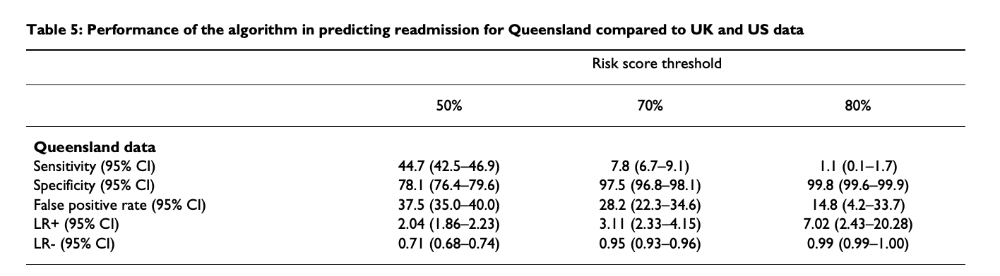 Table 5: Performance of the algorithm in predicting readmission for Queensland compared to UK and US data
Risk score threshold
50% 70% 80%
Queensland data
Sensitivity (95% CI) 44.7 (42.5–46.9) 7.8 (6.7–9.1) 1.1 (0.1–1.7)
Specificity (95% CI) 78.1 (76.4–79.6) 97.5 (96.8–98.1) 99.8 (99.6–99.9)
False positive rate (95% CI) 37.5 (35.0–40.0) 28.2 (22.3–34.6) 14.8 (4.2–33.7)
LR+ (95% CI) 2.04 (1.86–2.23) 3.11 (2.33–4.15) 7.02 (2.43–20.28)
LR- (95% CI) 0.71 (0.68–0.74) 0.95 (0.93–0.96) 0.99 (0.99–1.00)